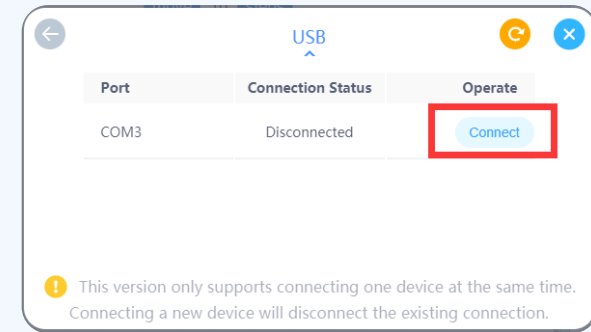 USB
Port Connection Status Operate
COM3 Disconnected Connect
This version only supports connecting one device at the same time.
Connecting a new device will disconnect the existing connection.